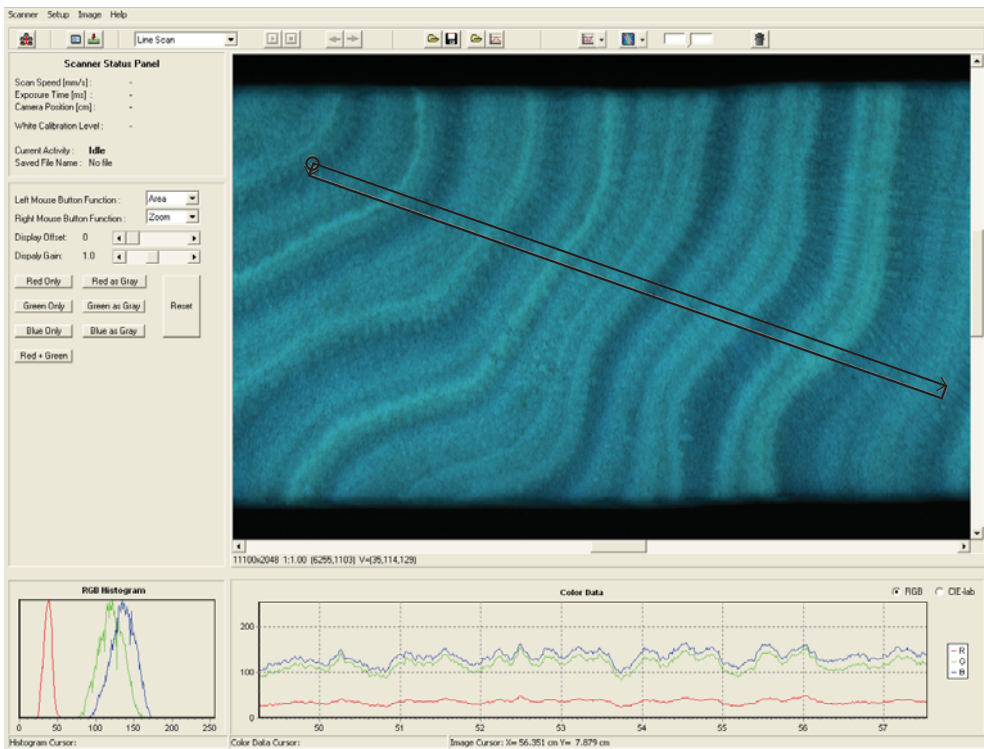 Scanner Setup Image Help
Line Scan
Scanner Status Panel
Scan Speed [mm/s] : -
Exposure Time [ms] : -
Camera Position [cm] : -
White Calibration Level : -
Current Activity : Idle
Saved File Name : No file
Left Mouse Button Function : Area
Right Mouse Button Function : Zoom
Display Offset: 0
Dispaly Gain: 1.0
Red Only Red as Gray
Green Only Green as Gray Reset
Blue Only Blue as Gray
Red + Green
11100x2048 1:1.00 (6255,1103) V=(35,114,129)
RGB Histogram
0 50 100 150 200 250
Histogram Cursor:
Color Data
RGB CIE-lab
200
100
0
50 51 52 53 54 55 56 57
R
G
B
Color Data Cursor:
Image Cursor: X= 56.351 cm Y= 7.879 cm